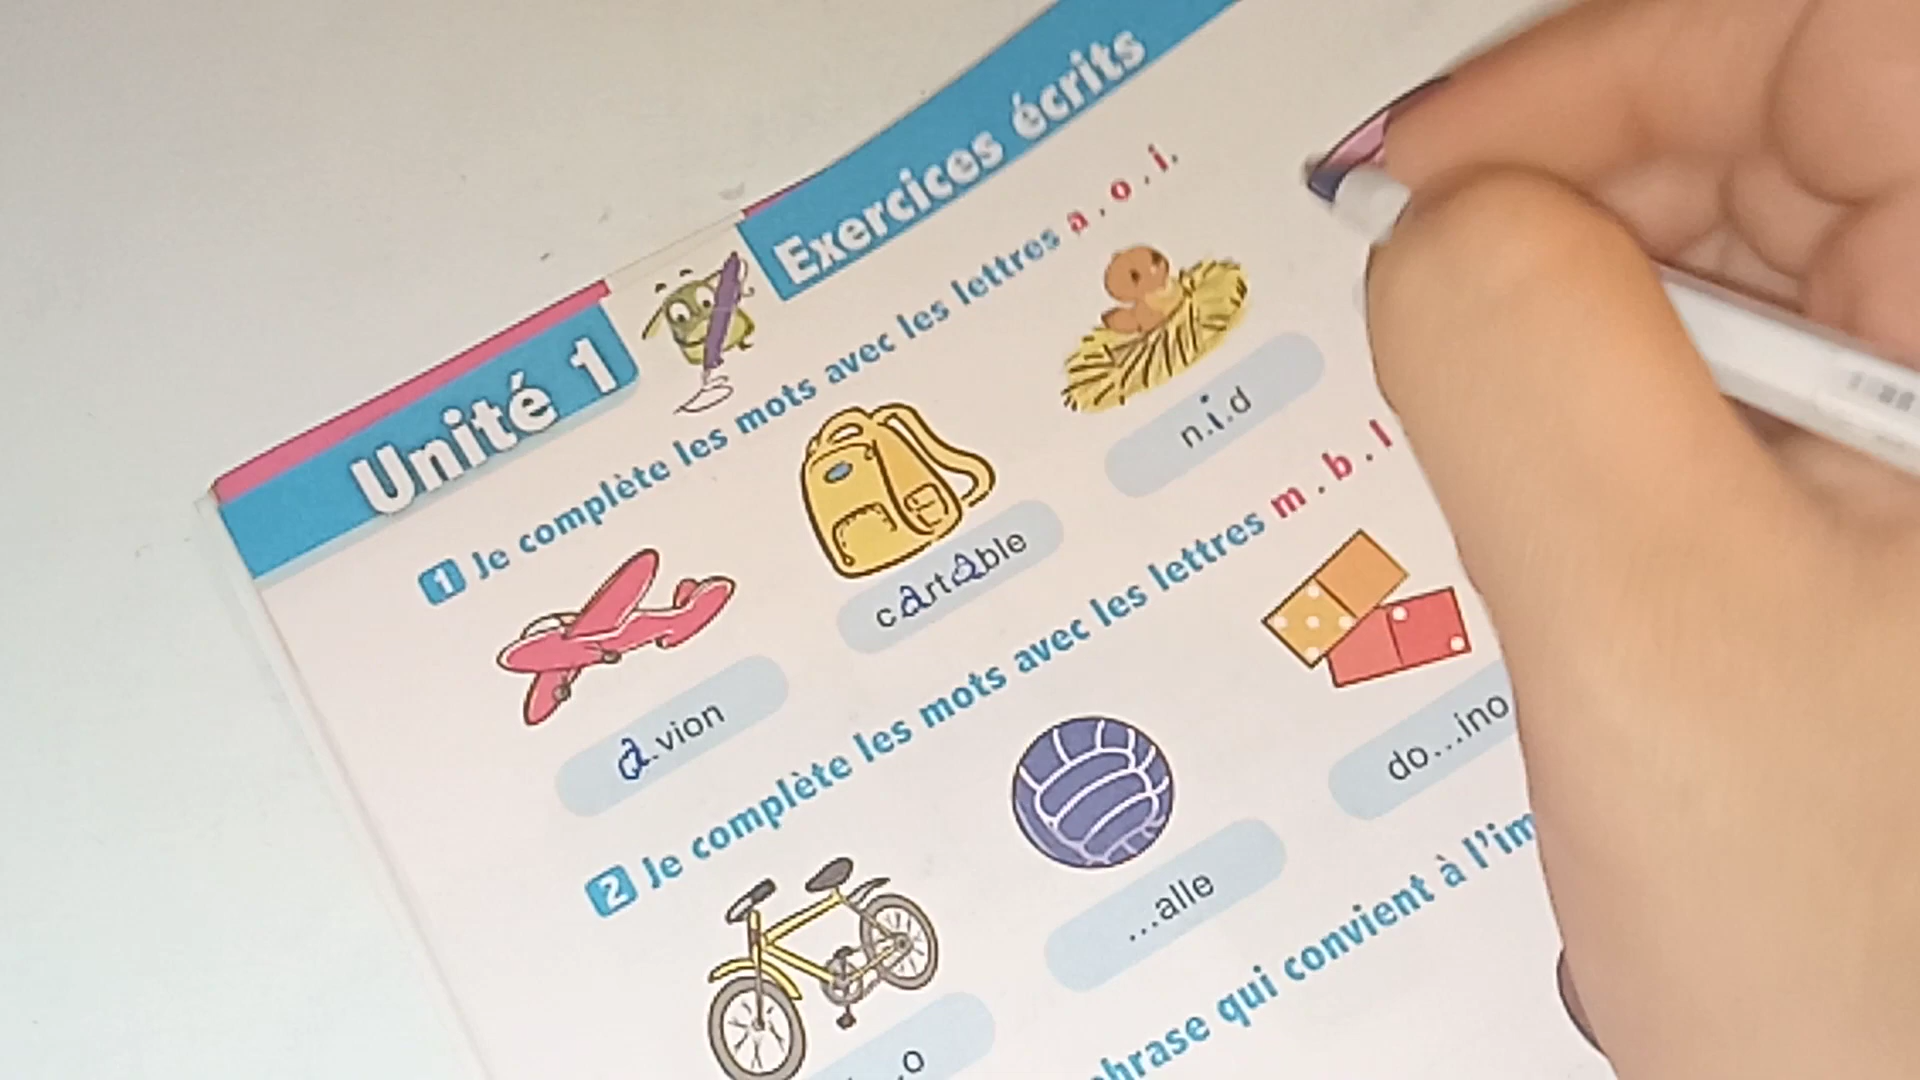 Unité 1
Exercices écrits
1 Je complète les mots avec les lettres a . o . i.
a.vion
cartable
n.i.d
2 Je complète les mots avec les lettres m . b . l
...o
...alle
do...ino
phrase qui convient à l'im